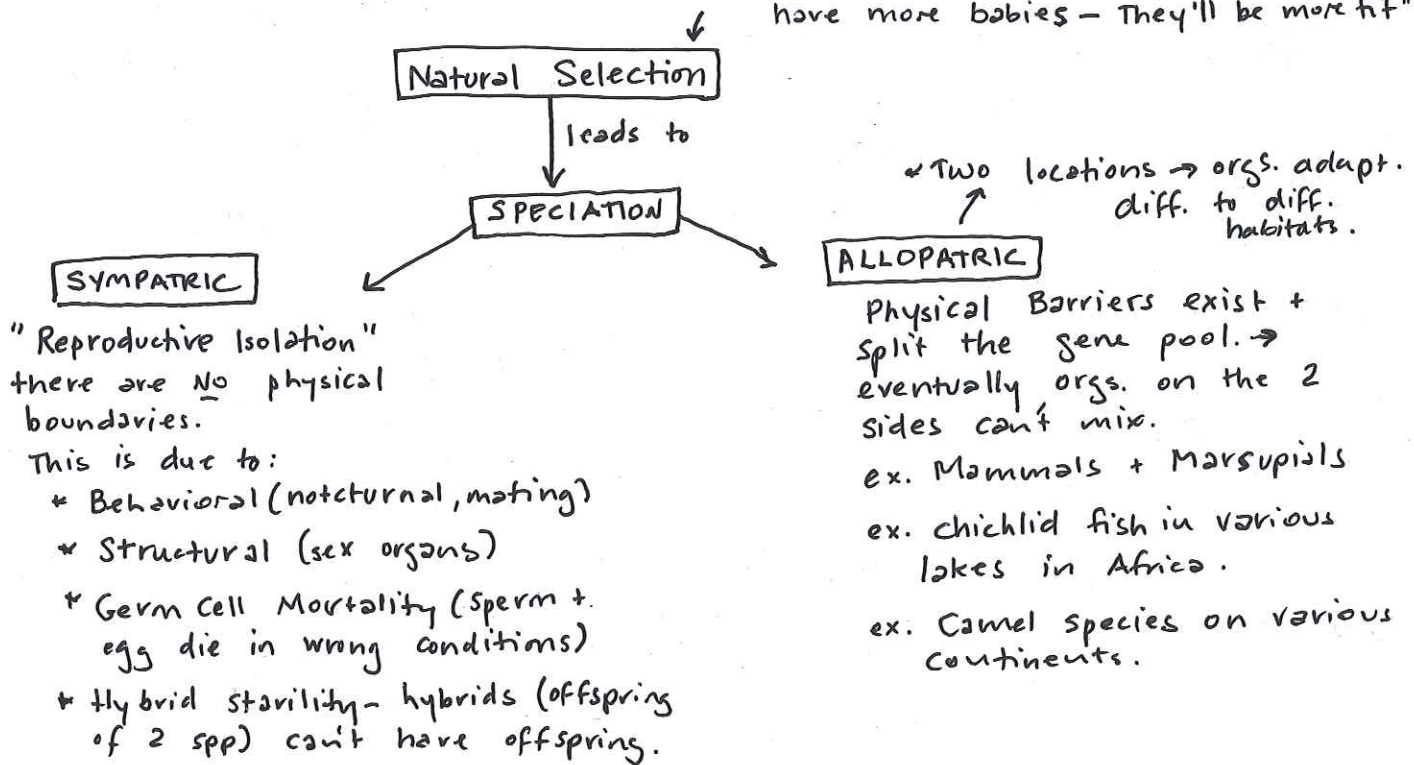 have more babies - They'll be more fit"
Natural Selection
leads to
SPECIATION
* Two locations → orgs. adapt.
diff. to diff.
habitats.
SYMPATRIC
"Reproductive Isolation"
there are No physical
boundaries.
This is due to:
* Behavioral (notcturnal, mating)
* Structural (sex organs)
* Germ Cell Mortality (sperm +
egg die in wrong conditions)
* Hybrid starility - hybrids (offspring
of 2 spp) can't have offspring.
ALLOPATRIC
Physical Barriers exist +
split the gene pool. →
eventually orgs. on the 2
sides can't mix.
ex. Mammals + Marsupials
ex. chichlid fish in various
lakes in Africa.
ex. Camel species on various
continents.